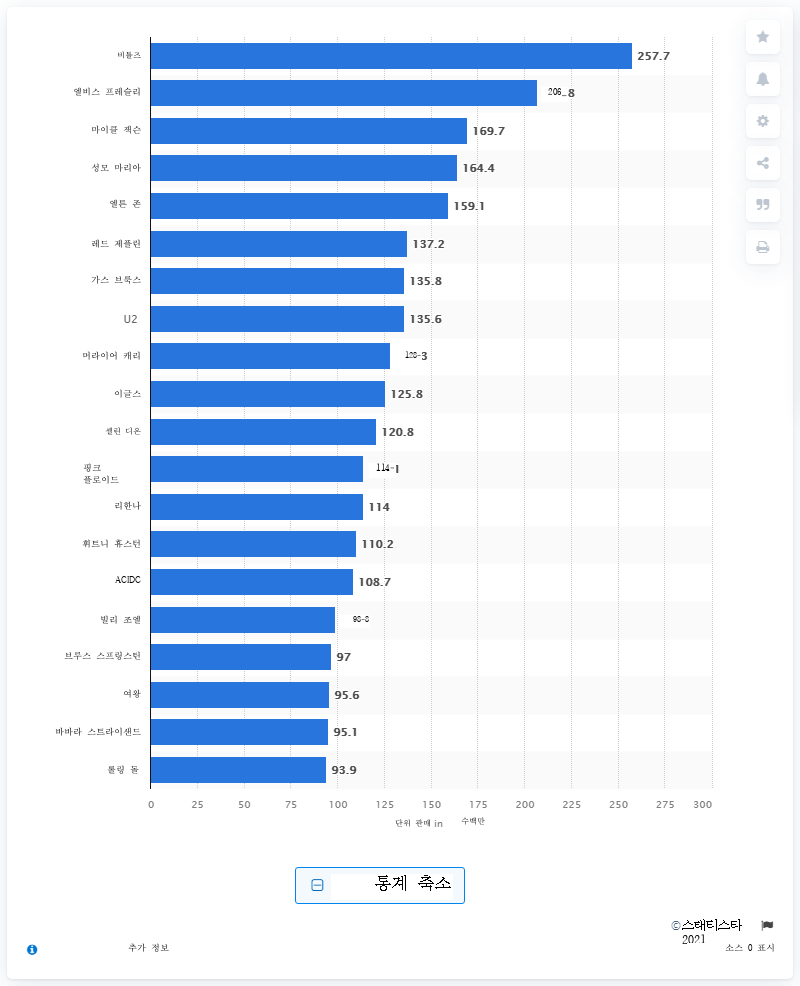 비틀즈 257.7
엘비스 프레슬리 206_8
마이클 잭슨 169.7
성모 마리아 164.4
엘튼 존 159.1
레드 제플린 137.2
가스 브룩스 135.8
U2 135.6
머라이어 캐리 128-3
이글스 125.8
셀린 디온 120.8
핑크
플로이드 114-1
리한나 114
휘트니 휴스턴 110.2
ACIDC 108.7
빌리 조엘 98-8
브루스 스프링스틴 97
여왕 95.6
바바라 스트라이샌드 95.1
롤링 돌 93.9
0 25 50 75 100 125 150 175 200 225 250 275 300
단위 판매 in 수백만
통계 축소
©스태티스타
2021
추가 정보 소스 0 표시